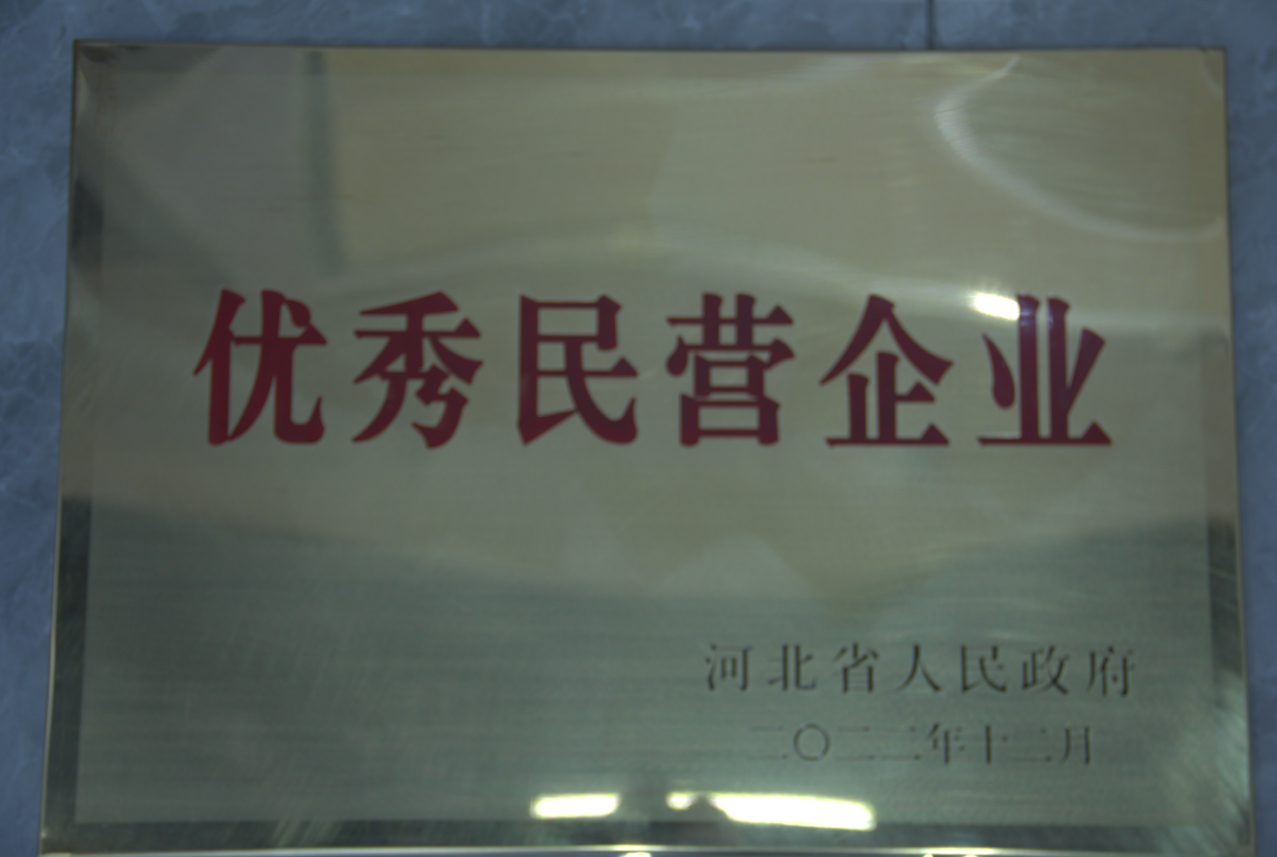 优秀民营企业
河北省人民政府
二〇二二年十二月